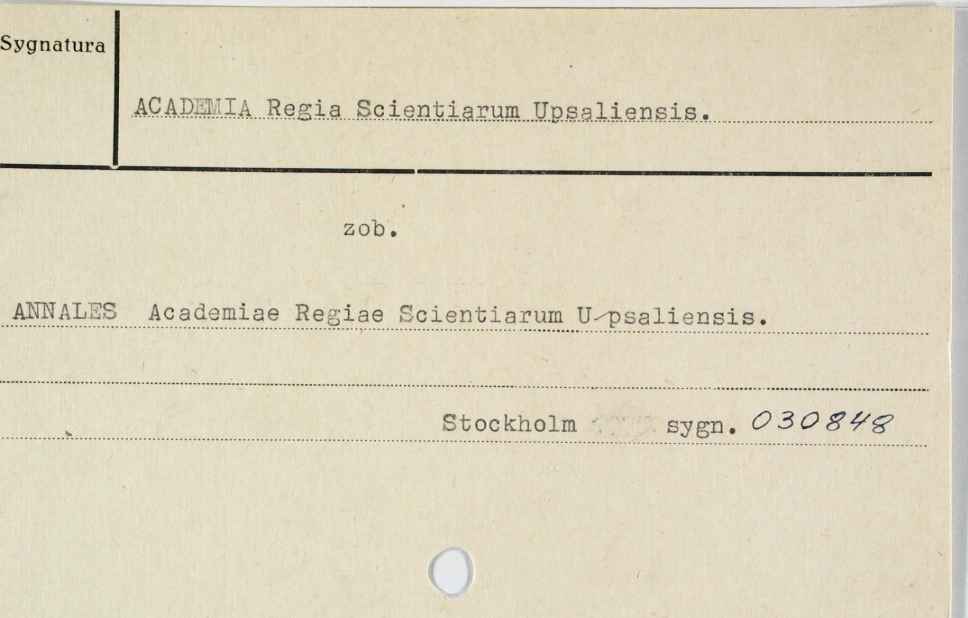 Sygnatura
ACADEMIA Regia Scientiarum Upsaliensis.
zob.
ANNALES Academiae Regiae Scientiarum U-psaliensis.
Stockholm sygn. 030848